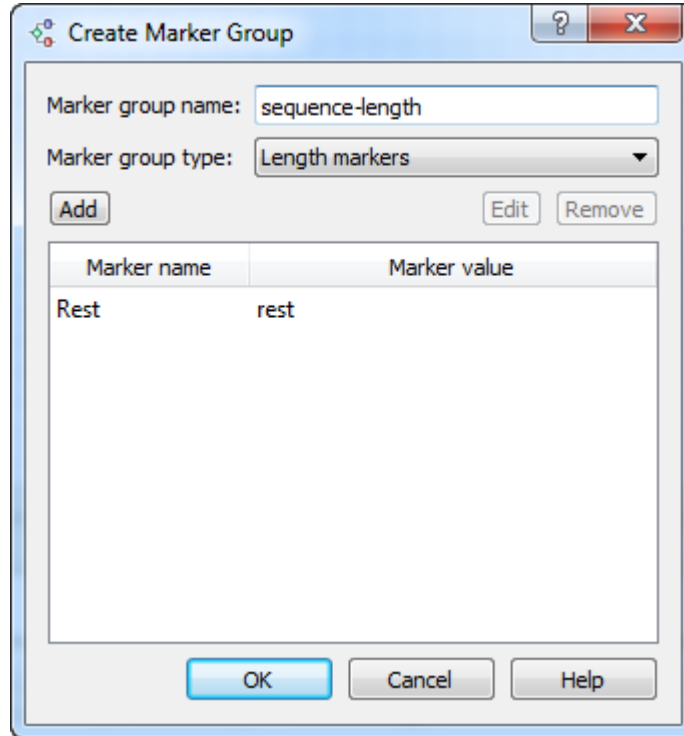 Create Marker Group
Marker group name: sequence-length
Marker group type: Length markers
Add Edit Remove
Marker name Marker value
Rest rest
OK Cancel Help